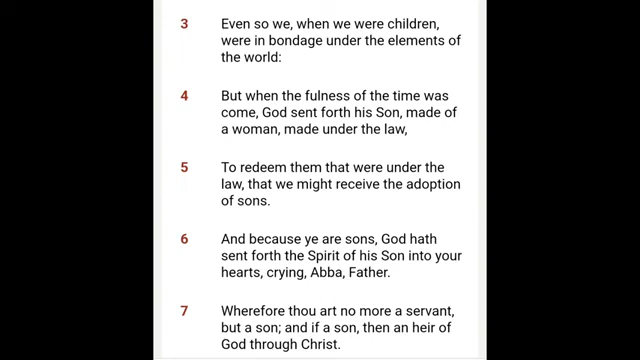 3 Even so we, when we were children,
were in bondage under the elements of
the world:
4 But when the fulness of the time was
come, God sent forth his Son, made of
a woman, made under the law,
5 To redeem them that were under the
law, that we might receive the adoption
of sons.
6 And because ye are sons, God hath
sent forth the Spirit of his Son into your
hearts, crying, Abba, Father.
7 Wherefore thou art no more a servant,
but a son; and if a son, then an heir of
God through Christ.